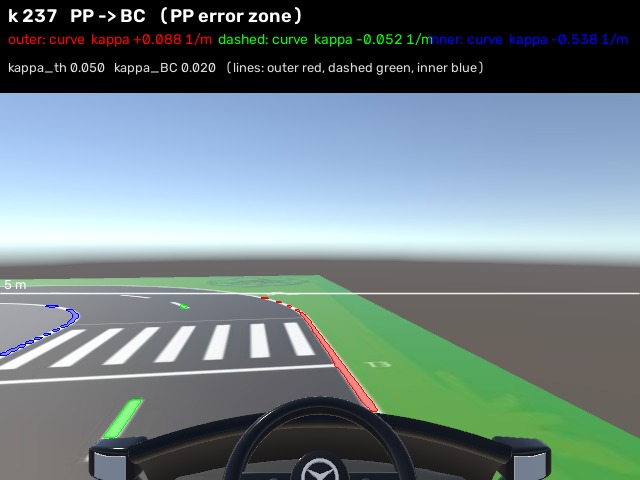 k 237 PP -> BC (PP error zone)
outer: curve kappa +0.088 1/m dashed: curve kappa -0.052 1/m inner: curve kappa -0.538 1/m
kappa_th 0.050 kappa_BC 0.020 (lines: outer red, dashed green, inner blue)
5 m
T3